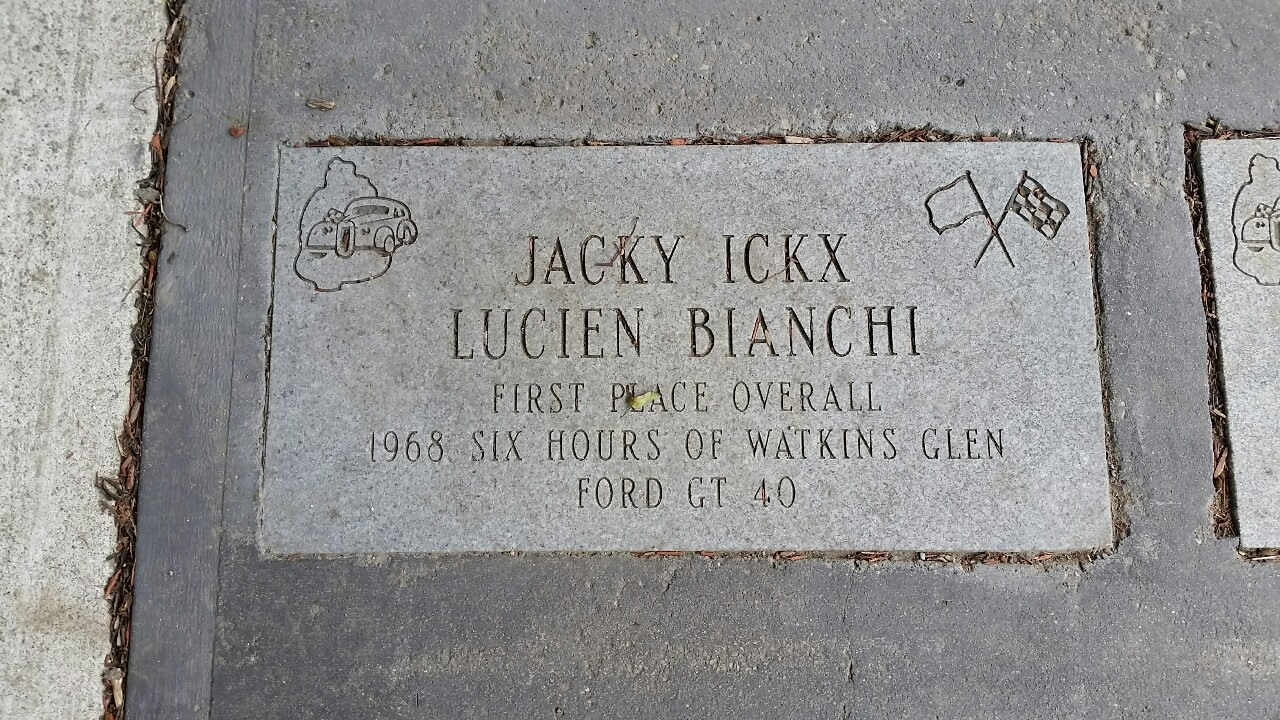 JACKY ICKX
LUCIEN BIANCHI
FIRST PLACE OVERALL
1968 SIX HOURS OF WATKINS GLEN
FORD GT 40